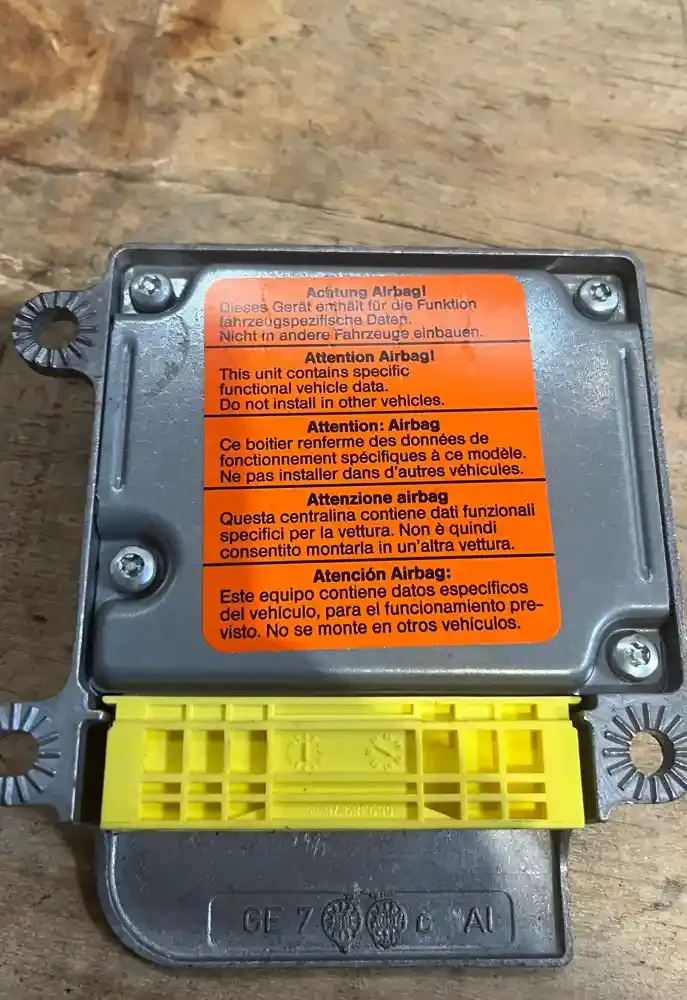 Achtung Airbag!
Dieses Gerät enthält für die Funktion
fahrzeugspezifische Daten.
Nicht in andere Fahrzeuge einbauen.
Attention Airbag!
This unit contains specific
functional vehicle data.
Do not install in other vehicles.
Attention: Airbag
Ce boitier renferme des données de
fonctionnement spécifiques à ce modèle.
Ne pas installer dans d'autres véhicules.
Attenzione airbag
Questa centralina contiene dati funzionali
specifici per la vettura. Non è quindi
consentito montarla in un'altra vettura.
Atención Airbag:
Este equipo contiene datos específicos
del vehículo, para el funcionamiento pre-
visto. No se monte en otros vehículos.
GE 7 c Al